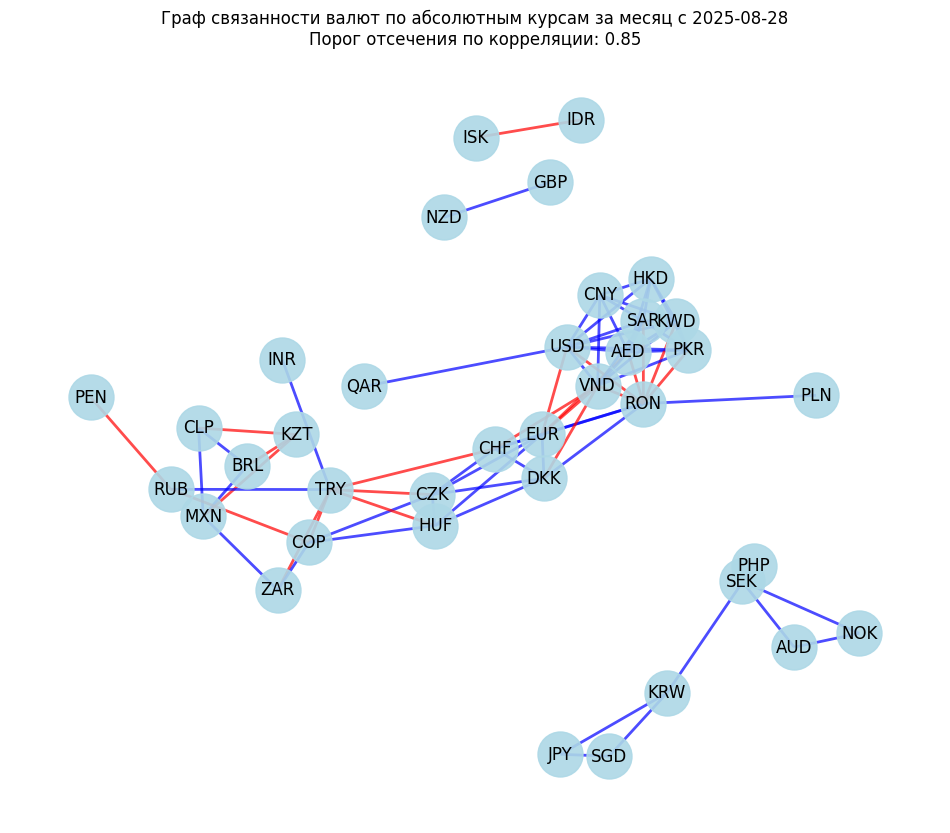 Граф связанности валют по абсолютным курсам за месяц с 2025-08-28
Порог отсечения по корреляции: 0.85
IDR
ISK
GBP
NZD
HKD
CNY
SAR
KWD
USD
AED
PKR
INR
QAR
VND
PEN
PLN
RON
CLP
KZT
EUR
CHF
BRL
DKK
RUB
TRY
CZK
MXN
HUF
COP
PHP
SEK
ZAR
NOK
AUD
KRW
JPY
SGD